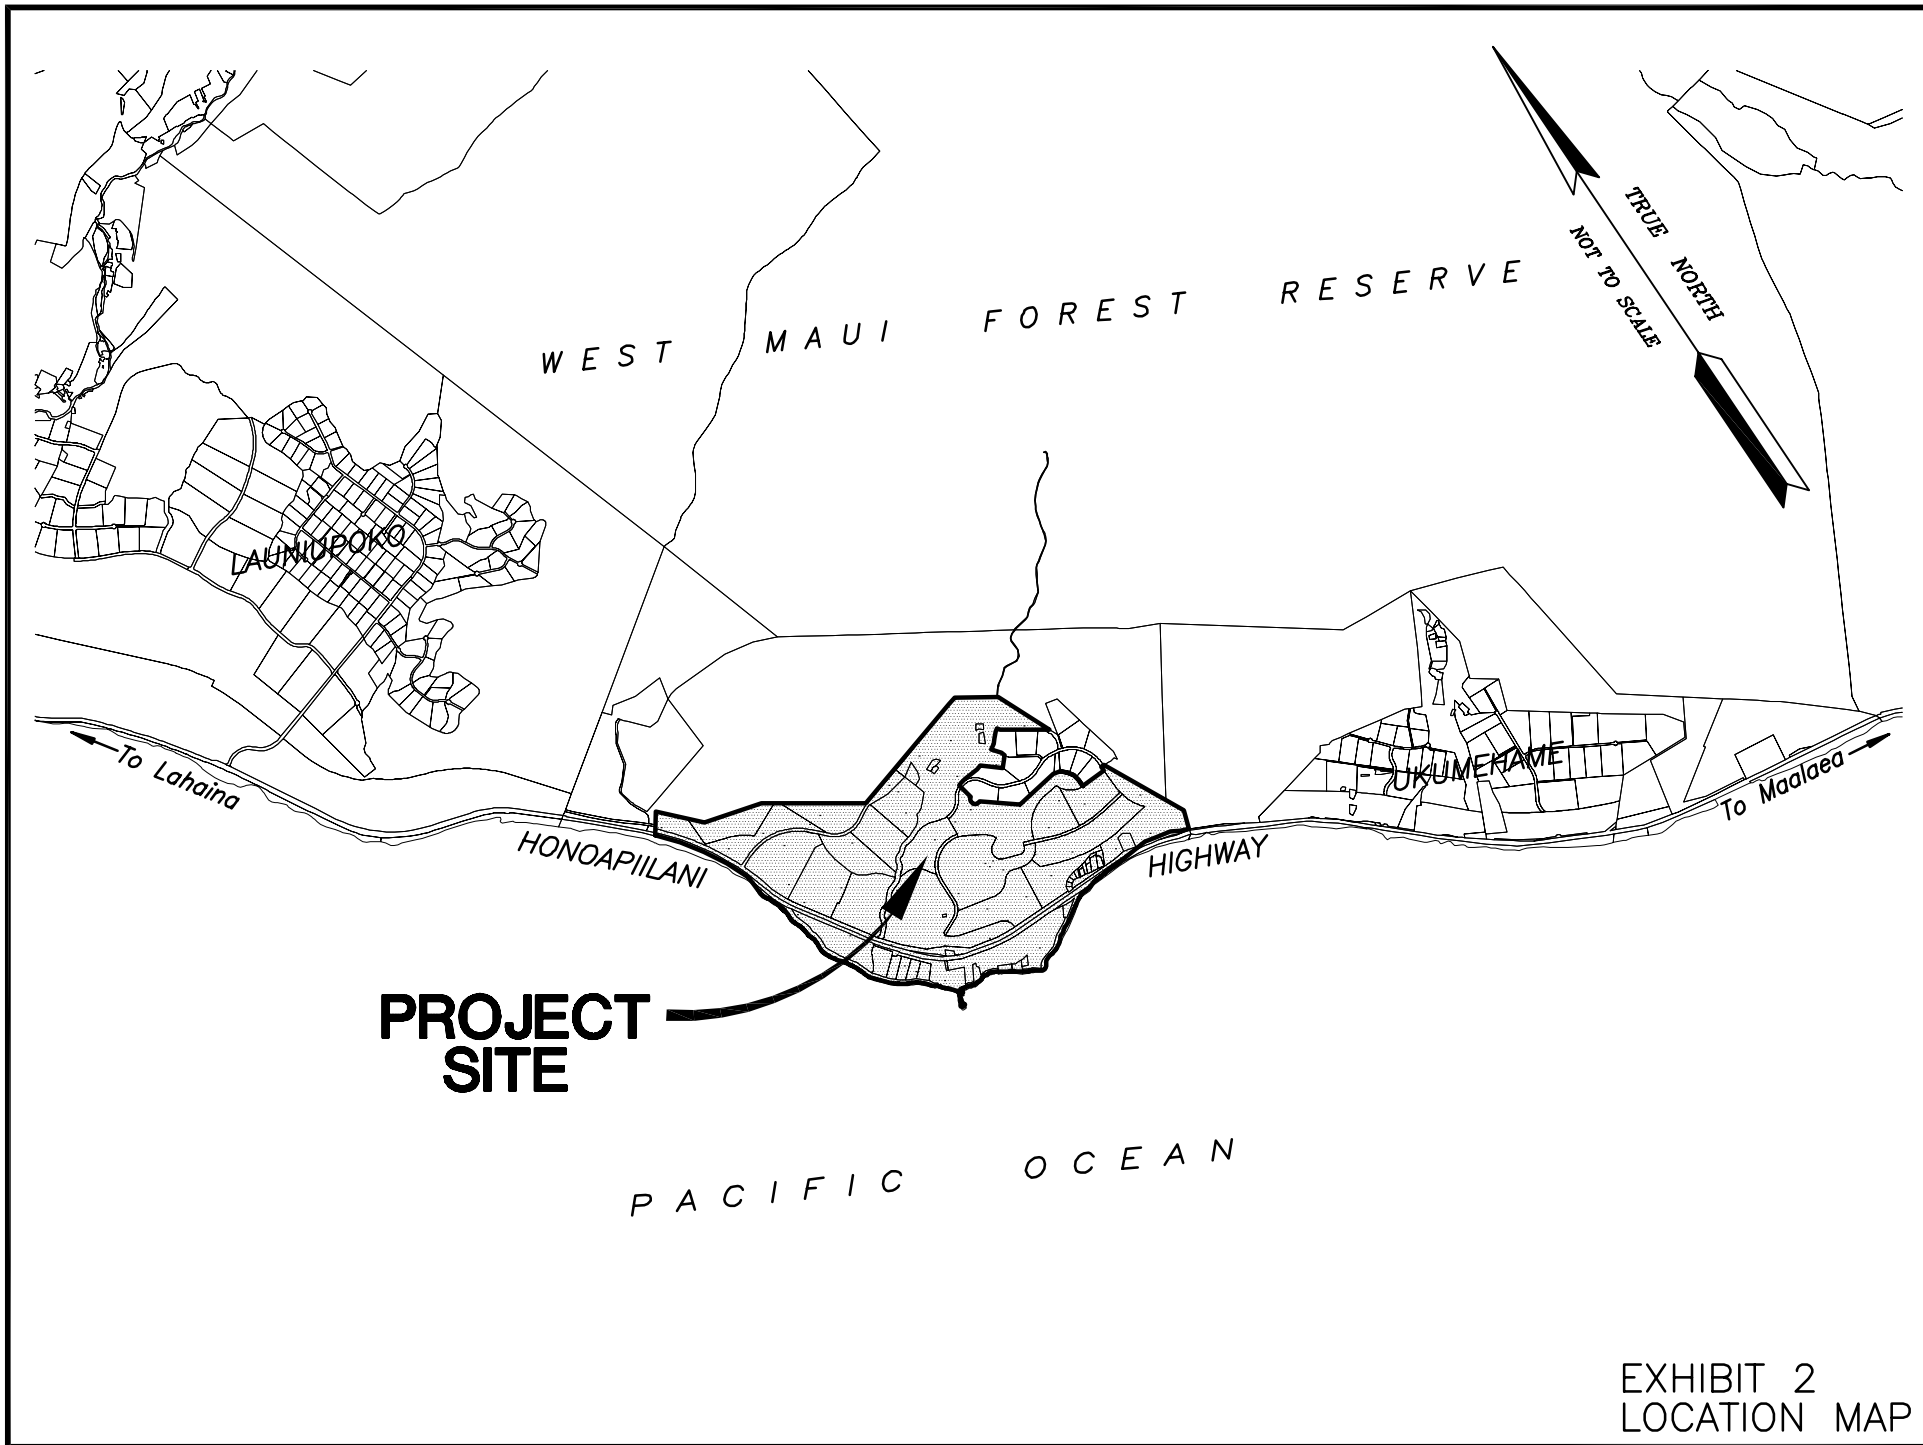 TRUE NORTH
NOT TO SCALE
WEST MAUI FOREST RESERVE
LAUNIUPOKO
UKUMEHAME
To Lahaina
To Maalaea
HONOAPIILANI HIGHWAY
PROJECT
SITE
PACIFIC OCEAN
EXHIBIT 2
LOCATION MAP